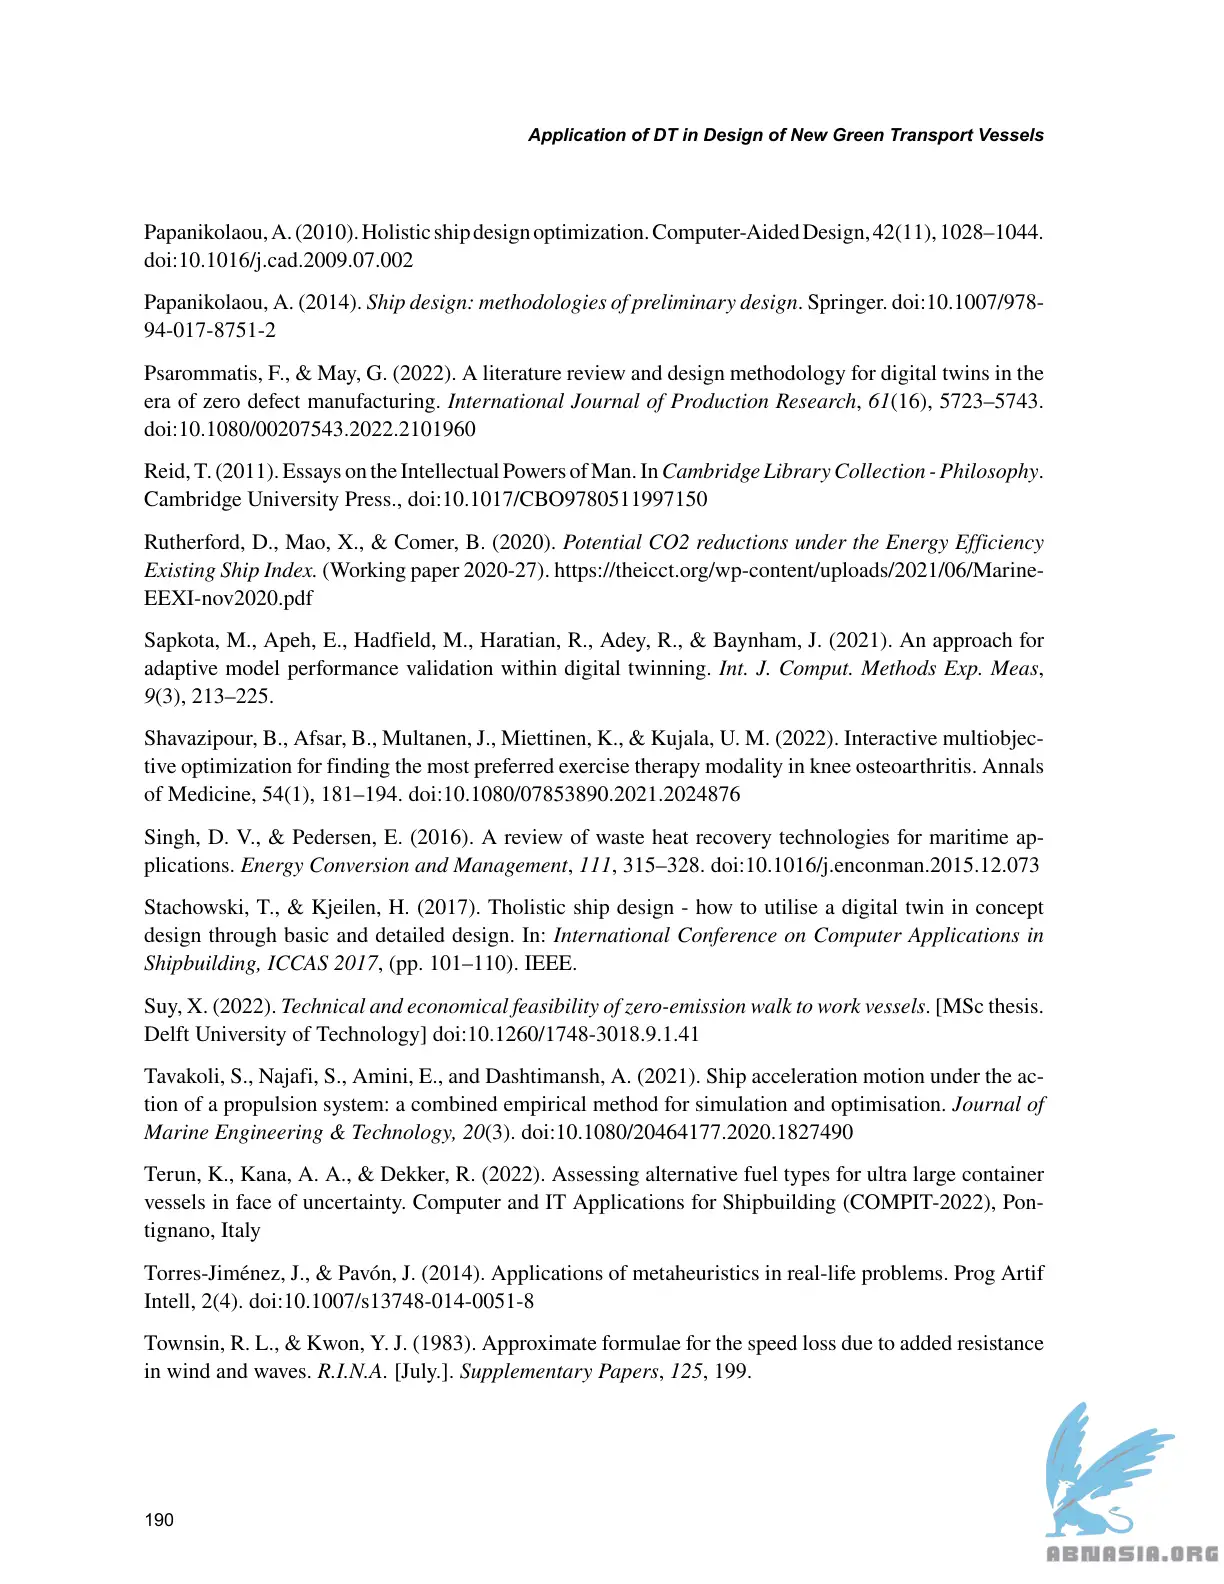 Application of DT in Design of New Green Transport Vessels
Papanikolaou, A. (2010). Holistic ship design optimization. Computer-Aided Design, 42(11), 1028–1044.
doi:10.1016/j.cad.2009.07.002
Papanikolaou, A. (2014). Ship design: methodologies of preliminary design. Springer. doi:10.1007/978-
94-017-8751-2
Psarommatis, F., & May, G. (2022). A literature review and design methodology for digital twins in the
era of zero defect manufacturing. International Journal of Production Research, 61(16), 5723–5743.
doi:10.1080/00207543.2022.2101960
Reid, T. (2011). Essays on the Intellectual Powers of Man. In Cambridge Library Collection - Philosophy.
Cambridge University Press., doi:10.1017/CBO9780511997150
Rutherford, D., Mao, X., & Comer, B. (2020). Potential CO2 reductions under the Energy Efficiency
Existing Ship Index. (Working paper 2020-27). https://theicct.org/wp-content/uploads/2021/06/Marine-
EEXI-nov2020.pdf
Sapkota, M., Apeh, E., Hadfield, M., Haratian, R., Adey, R., & Baynham, J. (2021). An approach for
adaptive model performance validation within digital twinning. Int. J. Comput. Methods Exp. Meas,
9(3), 213–225.
Shavazipour, B., Afsar, B., Multanen, J., Miettinen, K., & Kujala, U. M. (2022). Interactive multiobjec-
tive optimization for finding the most preferred exercise therapy modality in knee osteoarthritis. Annals
of Medicine, 54(1), 181–194. doi:10.1080/07853890.2021.2024876
Singh, D. V., & Pedersen, E. (2016). A review of waste heat recovery technologies for maritime ap-
plications. Energy Conversion and Management, 111, 315–328. doi:10.1016/j.enconman.2015.12.073
Stachowski, T., & Kjeilen, H. (2017). Tholistic ship design - how to utilise a digital twin in concept
design through basic and detailed design. In: International Conference on Computer Applications in
Shipbuilding, ICCAS 2017, (pp. 101–110). IEEE.
Suy, X. (2022). Technical and economical feasibility of zero-emission walk to work vessels. [MSc thesis.
Delft University of Technology] doi:10.1260/1748-3018.9.1.41
Tavakoli, S., Najafi, S., Amini, E., and Dashtimansh, A. (2021). Ship acceleration motion under the ac-
tion of a propulsion system: a combined empirical method for simulation and optimisation. Journal of
Marine Engineering & Technology, 20(3). doi:10.1080/20464177.2020.1827490
Terun, K., Kana, A. A., & Dekker, R. (2022). Assessing alternative fuel types for ultra large container
vessels in face of uncertainty. Computer and IT Applications for Shipbuilding (COMPIT-2022), Pon-
tignano, Italy
Torres-Jiménez, J., & Pavón, J. (2014). Applications of metaheuristics in real-life problems. Prog Artif
Intell, 2(4). doi:10.1007/s13748-014-0051-8
Townsin, R. L., & Kwon, Y. J. (1983). Approximate formulae for the speed loss due to added resistance
in wind and waves. R.I.N.A. [July.]. Supplementary Papers, 125, 199.
190
ABNASIA.ORG